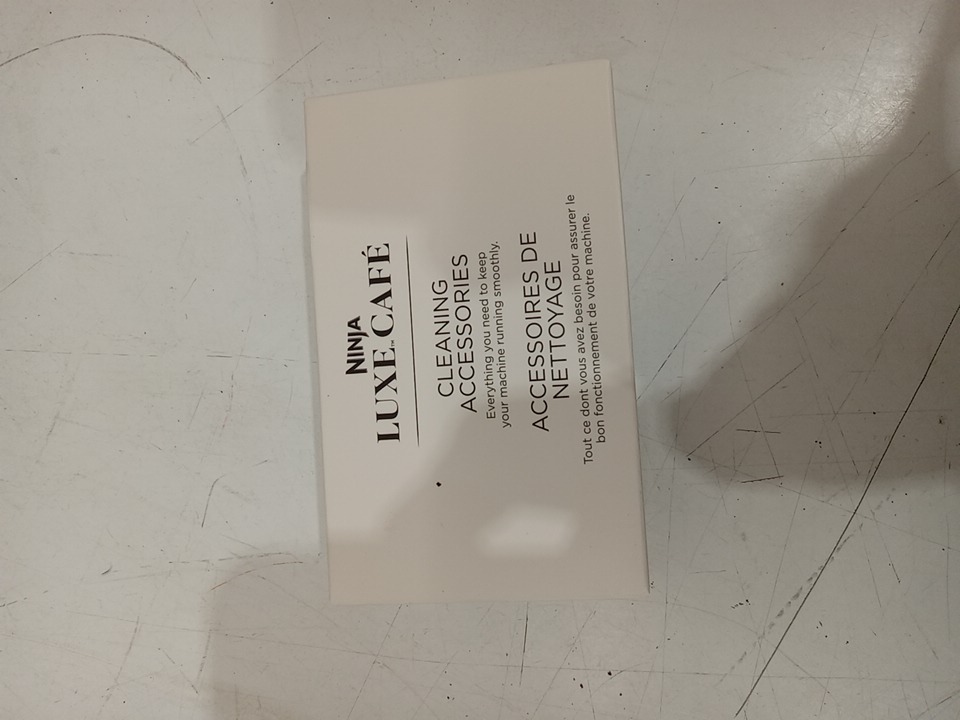 NINJA
LUXE™ CAFÉ
CLEANING
ACCESSORIES
Everything you need to keep
your machine running smoothly.
ACCESSOIRES DE
NETTOYAGE
Tout ce dont vous avez besoin pour assurer le
bon fonctionnement de votre machine.